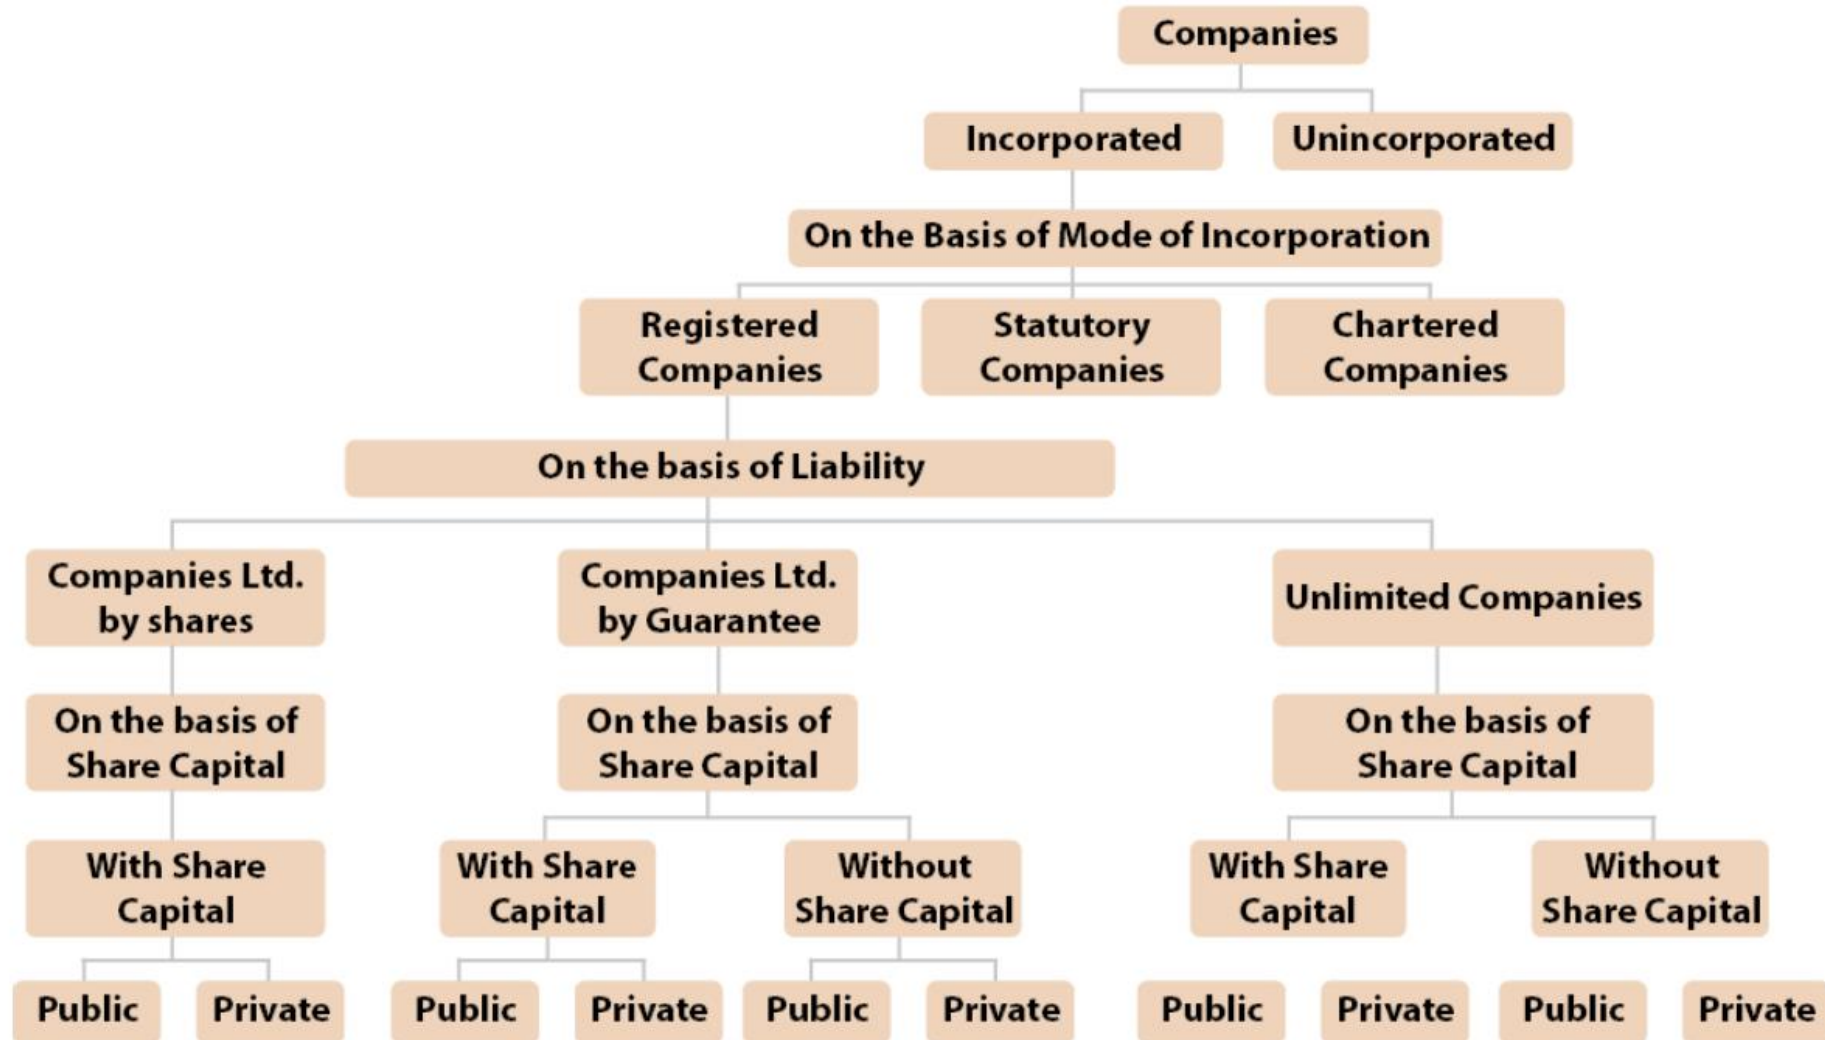 Companies
Incorporated
Unincorporated
On the Basis of Mode of Incorporation
Registered
Companies
Statutory
Companies
Chartered
Companies
On the basis of Liability
Companies Ltd.
by shares
Companies Ltd.
by Guarantee
Unlimited Companies
On the basis of
Share Capital
On the basis of
Share Capital
On the basis of
Share Capital
With Share
Capital
With Share
Capital
Without
Share Capital
With Share
Capital
Without
Share Capital
Public
Private
Public
Private
Public
Private
Public
Private
Public
Private